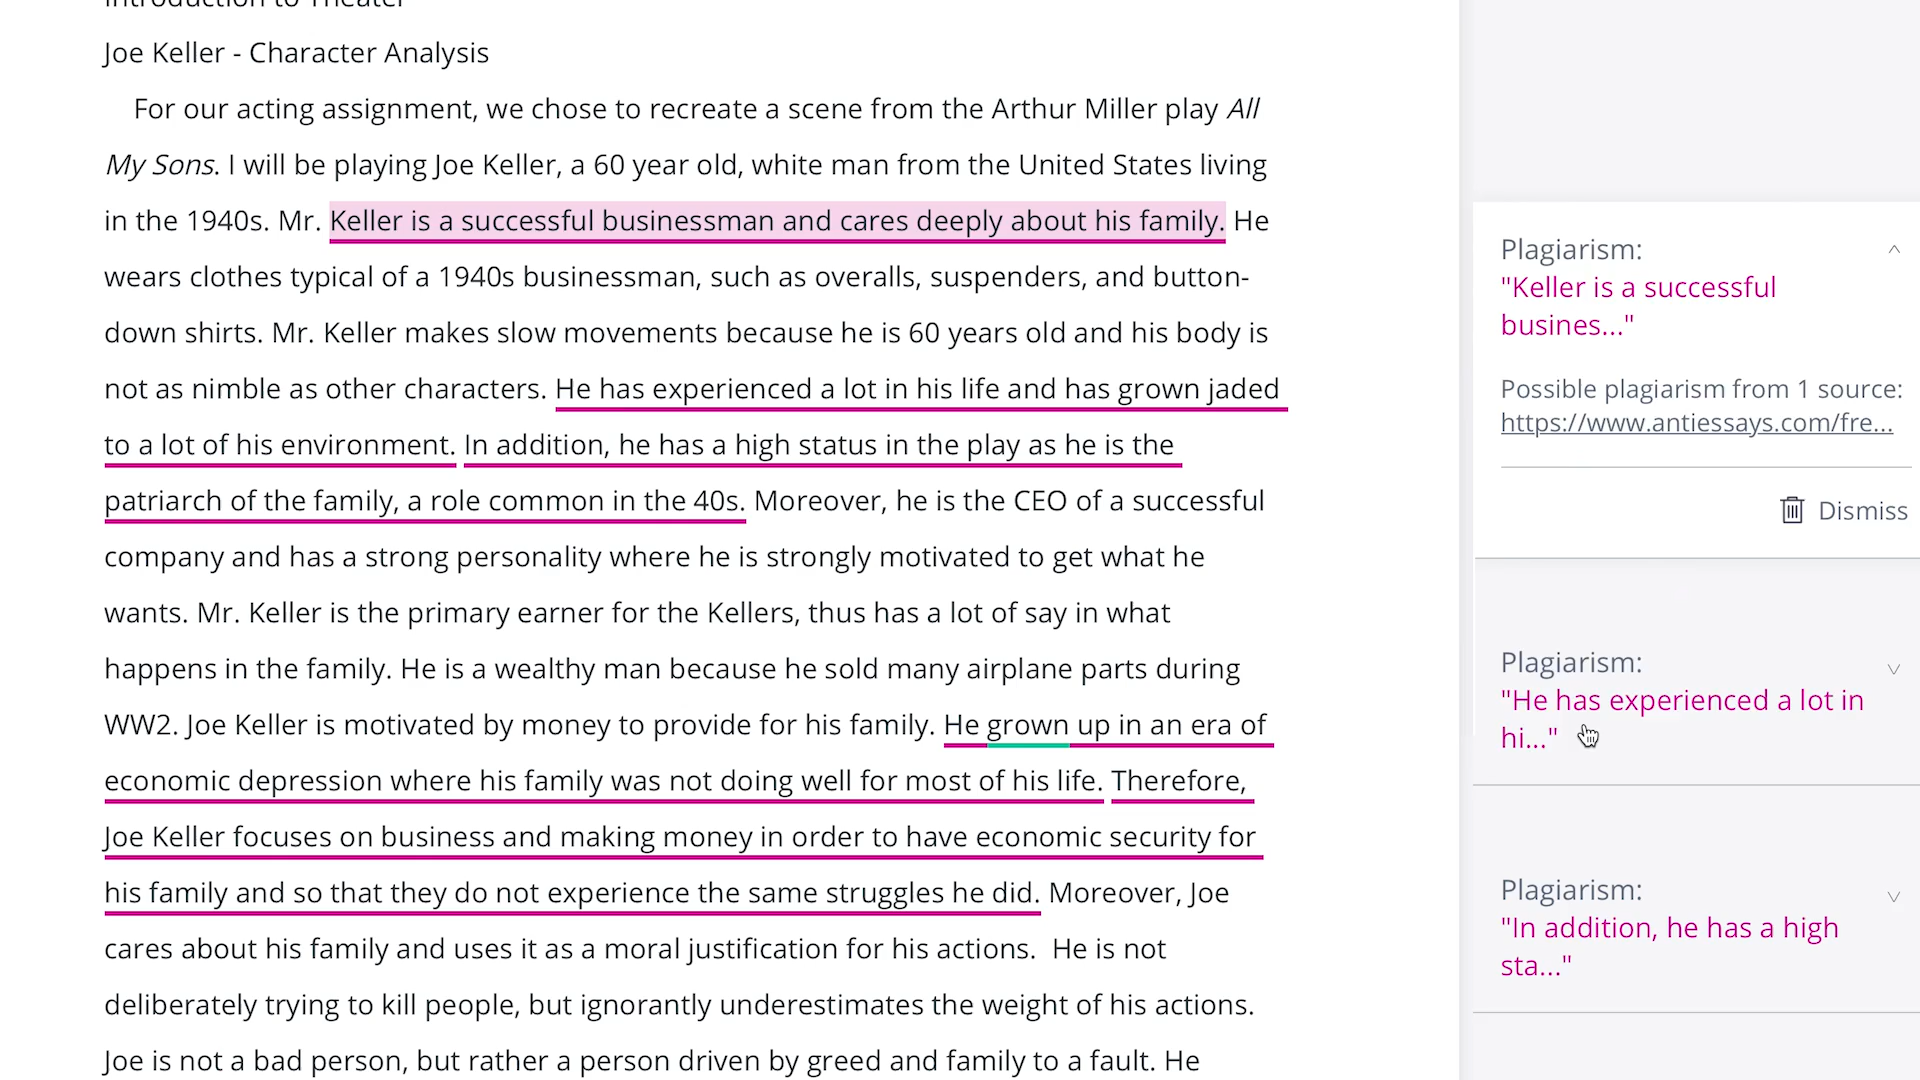 Introduction to Theater
Joe Keller - Character Analysis
For our acting assignment, we chose to recreate a scene from the Arthur Miller play All
My Sons. I will be playing Joe Keller, a 60 year old, white man from the United States living
in the 1940s. Mr. Keller is a successful businessman and cares deeply about his family. He
wears clothes typical of a 1940s businessman, such as overalls, suspenders, and button-
down shirts. Mr. Keller makes slow movements because he is 60 years old and his body is
not as nimble as other characters. He has experienced a lot in his life and has grown jaded
to a lot of his environment. In addition, he has a high status in the play as he is the
patriarch of the family, a role common in the 40s. Moreover, he is the CEO of a successful
company and has a strong personality where he is strongly motivated to get what he
wants. Mr. Keller is the primary earner for the Kellers, thus has a lot of say in what
happens in the family. He is a wealthy man because he sold many airplane parts during
WW2. Joe Keller is motivated by money to provide for his family. He grown up in an era of
economic depression where his family was not doing well for most of his life. Therefore,
Joe Keller focuses on business and making money in order to have economic security for
his family and so that they do not experience the same struggles he did. Moreover, Joe
cares about his family and uses it as a moral justification for his actions.  He is not
deliberately trying to kill people, but ignorantly underestimates the weight of his actions.
Joe is not a bad person, but rather a person driven by greed and family to a fault. He
Plagiarism:
"Keller is a successful
busines..."
Possible plagiarism from 1 source:
https://www.antiessays.com/fre...
Dismiss
Plagiarism:
"He has experienced a lot in
hi..."
Plagiarism:
"In addition, he has a high
sta..."